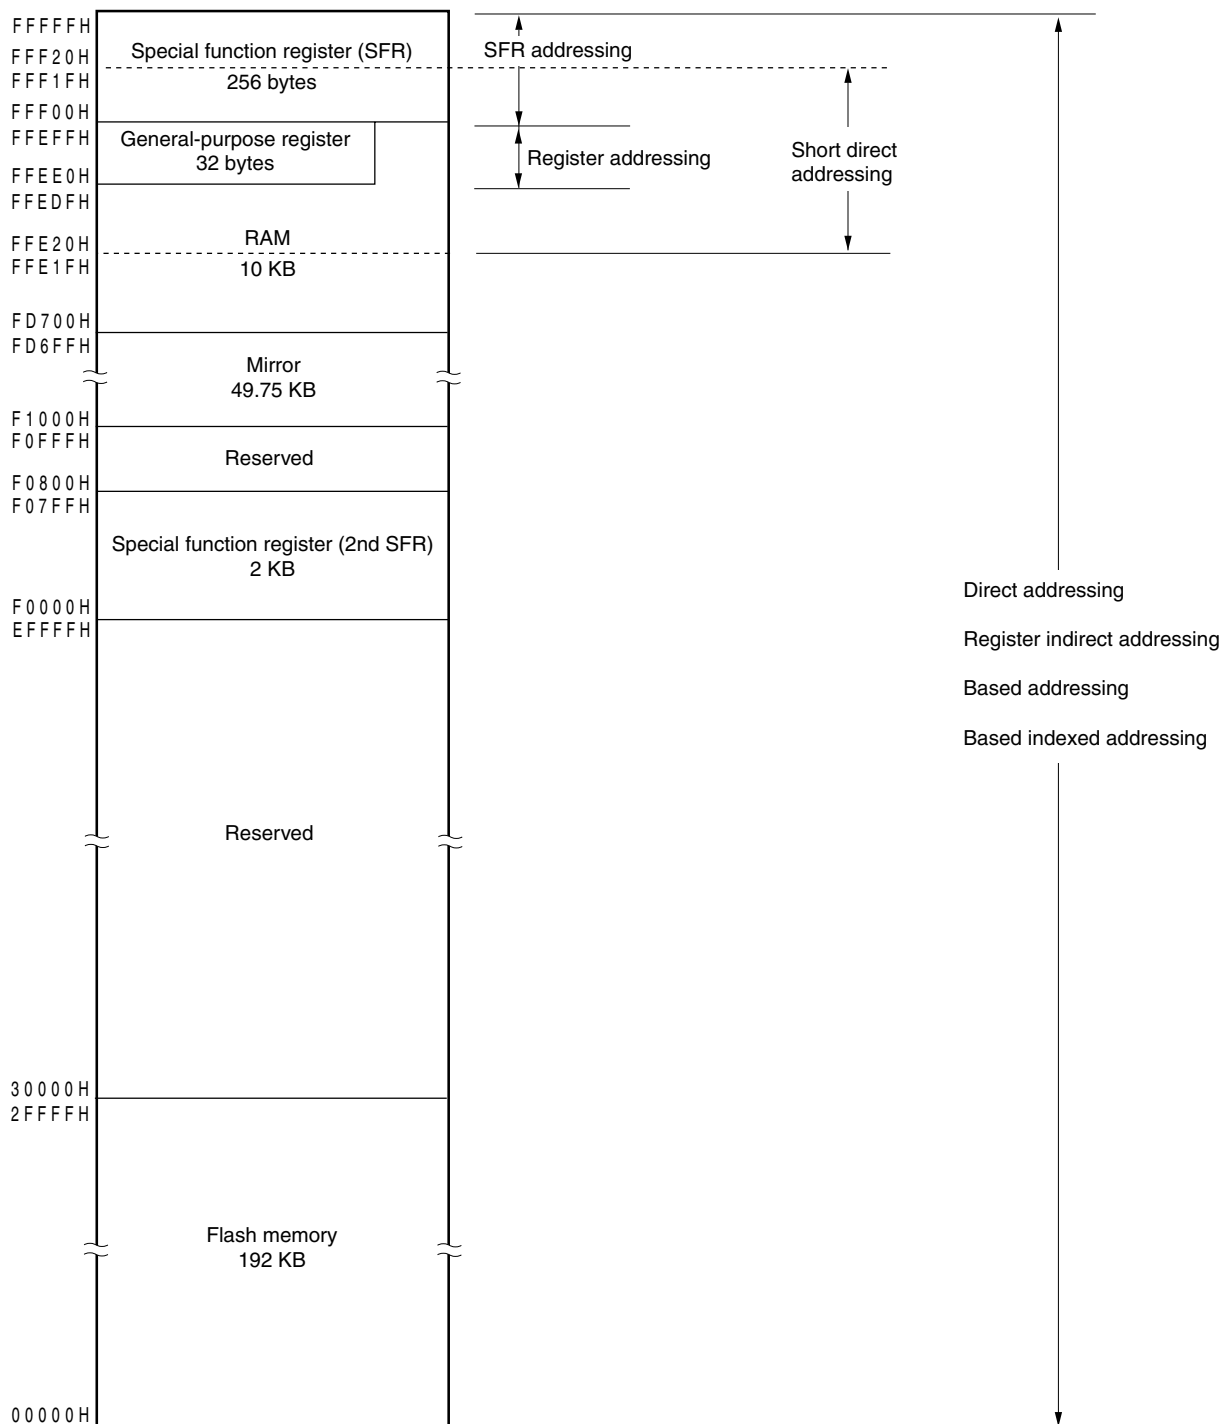 FFFFFH
FFF20H
FFF1FH
FFF00H
FFEFFH
FFEE0H
FFEDFH
FFE20H
FFE1FH
FD700H
FD6FFH
F1000H
F0FFFH
F0800H
F07FFH
F0000H
EFFFFH
30000H
2FFFFH
00000H
Special function register (SFR)
256 bytes
General-purpose register
32 bytes
RAM
10 KB
Mirror
49.75 KB
Reserved
Special function register (2nd SFR)
2 KB
Reserved
Flash memory
192 KB
SFR addressing
Register addressing
Short direct
addressing
Direct addressing
Register indirect addressing
Based addressing
Based indexed addressing